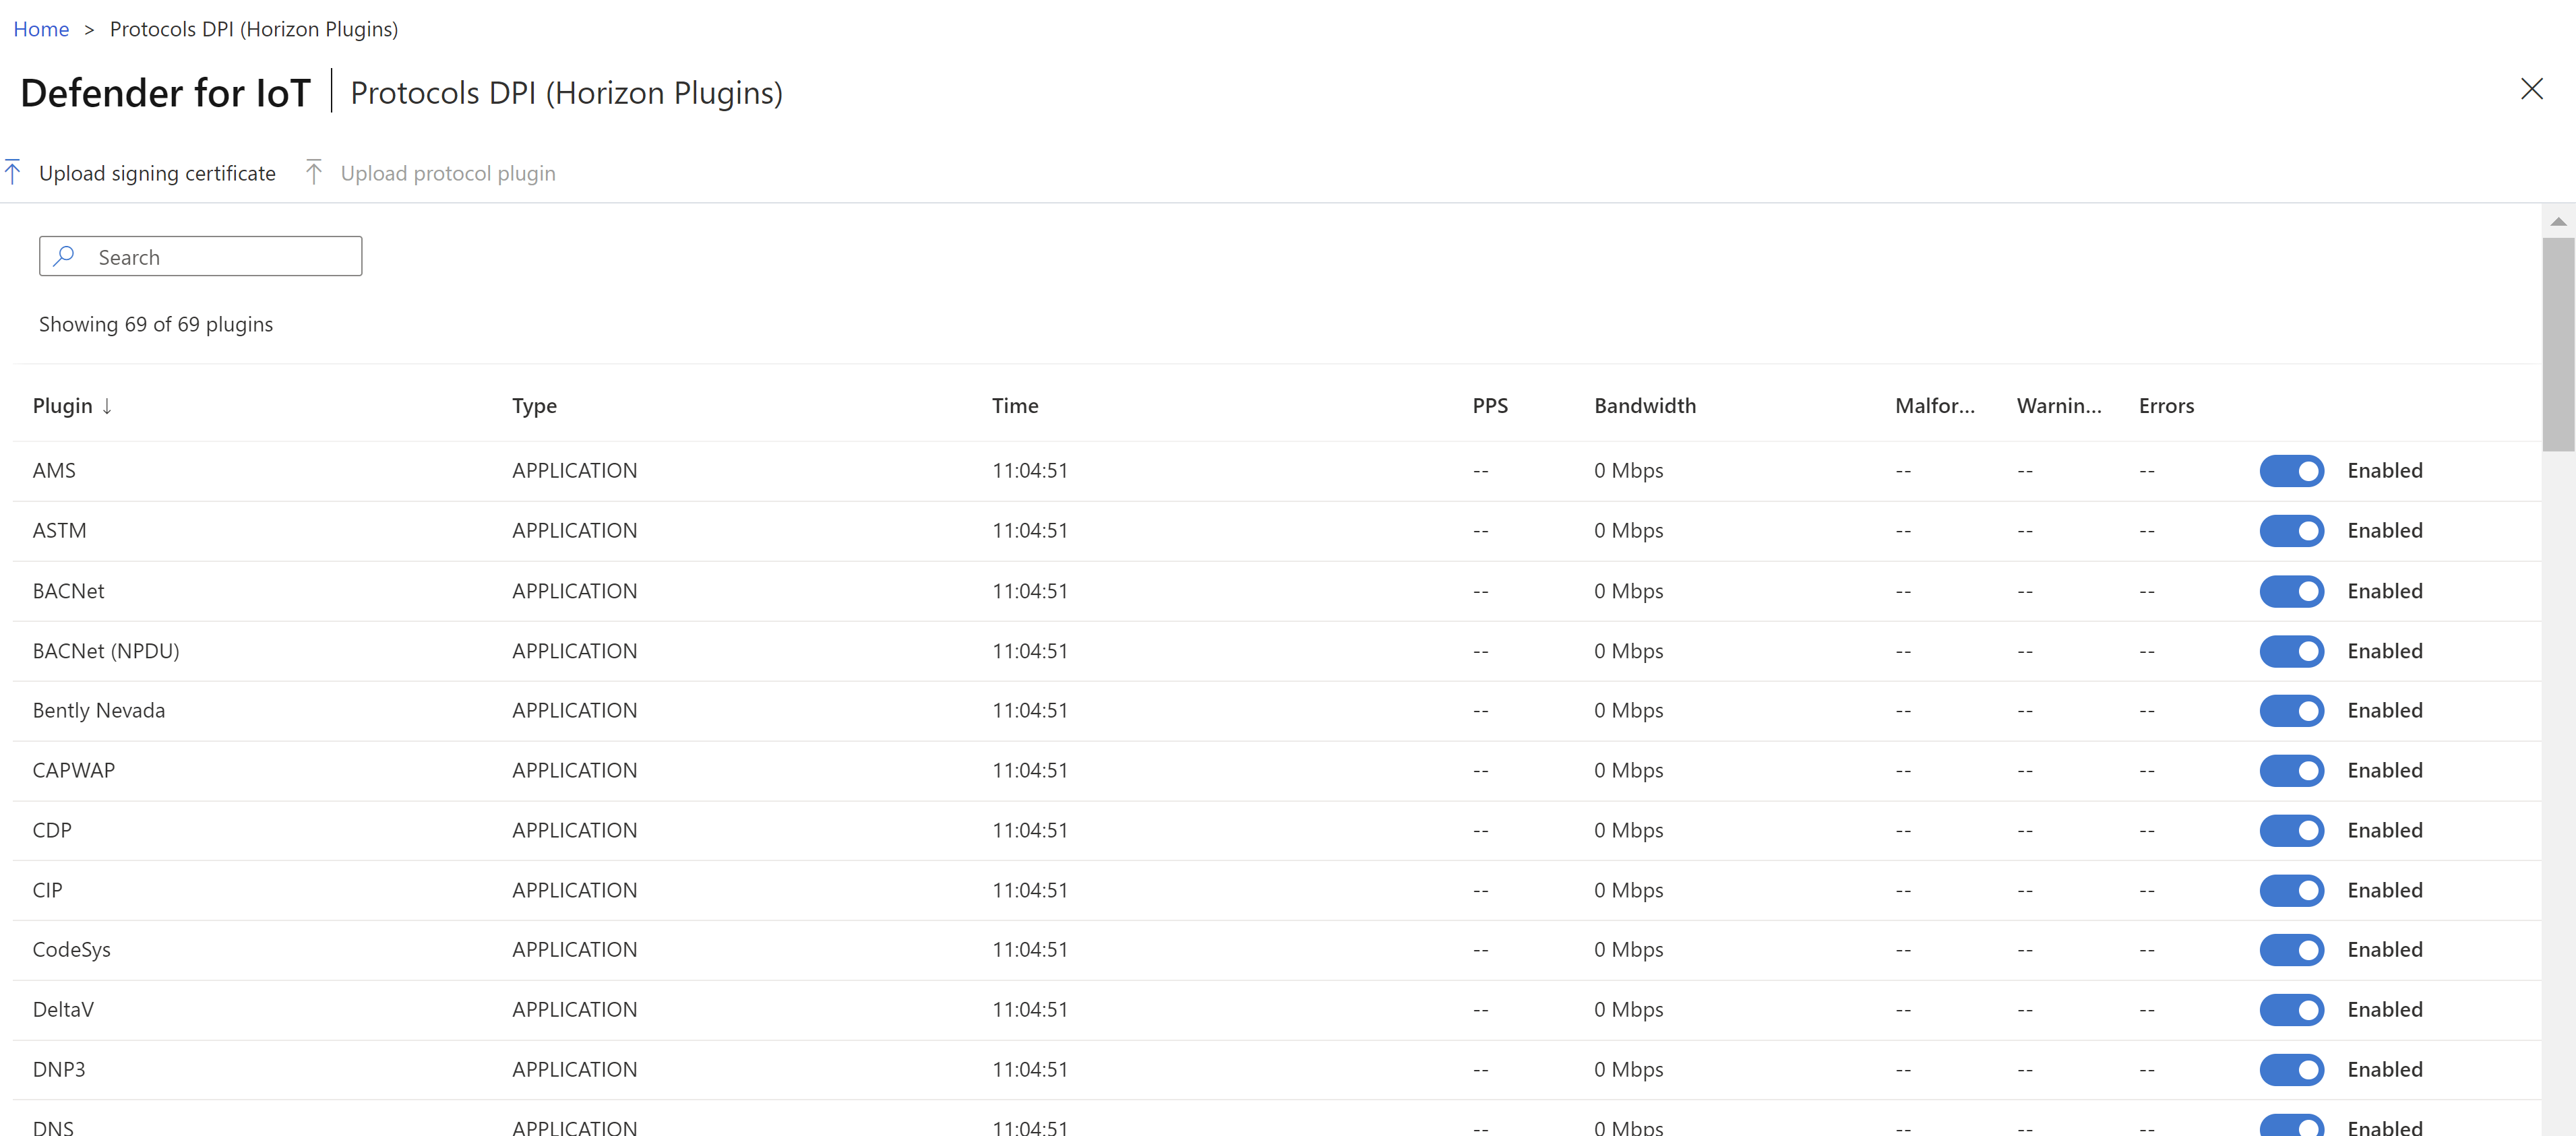 Home > Protocols DPI (Horizon Plugins)
Defender for IoT | Protocols DPI (Horizon Plugins)
Upload signing certificate Upload protocol plugin
Search
Showing 69 of 69 plugins
Plugin ↓ Type Time PPS Bandwidth Malfor... Warnin... Errors
AMS APPLICATION 11:04:51 -- 0 Mbps -- -- -- Enabled
ASTM APPLICATION 11:04:51 -- 0 Mbps -- -- -- Enabled
BACNet APPLICATION 11:04:51 -- 0 Mbps -- -- -- Enabled
BACNet (NPDU) APPLICATION 11:04:51 -- 0 Mbps -- -- -- Enabled
Bently Nevada APPLICATION 11:04:51 -- 0 Mbps -- -- -- Enabled
CAPWAP APPLICATION 11:04:51 -- 0 Mbps -- -- -- Enabled
CDP APPLICATION 11:04:51 -- 0 Mbps -- -- -- Enabled
CIP APPLICATION 11:04:51 -- 0 Mbps -- -- -- Enabled
CodeSys APPLICATION 11:04:51 -- 0 Mbps -- -- -- Enabled
DeltaV APPLICATION 11:04:51 -- 0 Mbps -- -- -- Enabled
DNP3 APPLICATION 11:04:51 -- 0 Mbps -- -- -- Enabled
DNS APPLICATION 11:04:51 -- 0 Mbps -- -- -- Enabled